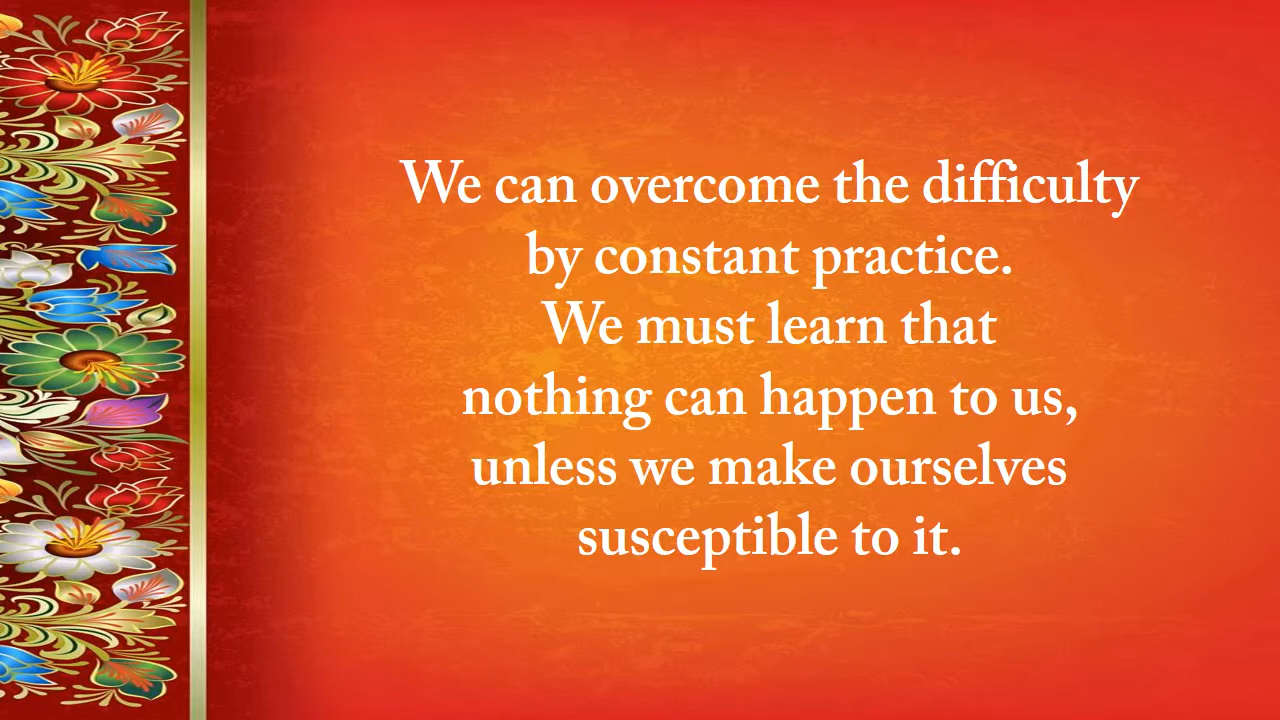 We can overcome the difficulty
by constant practice.
We must learn that
nothing can happen to us,
unless we make ourselves
susceptible to it.